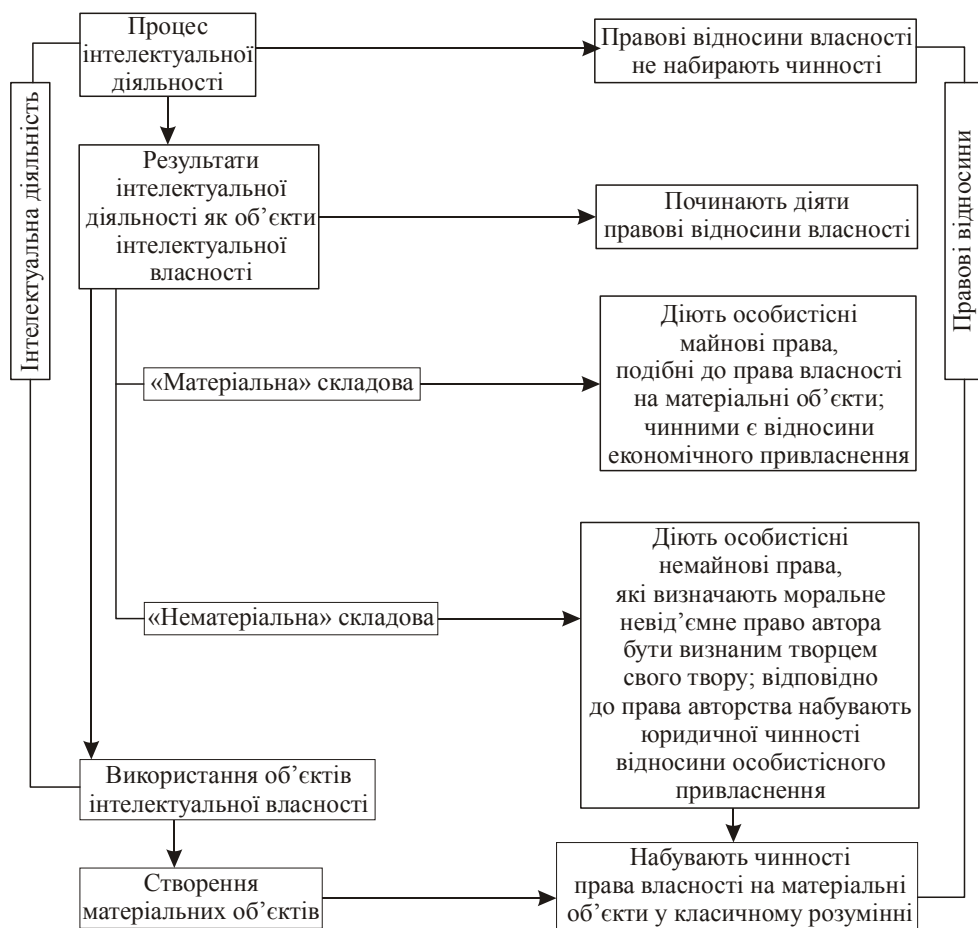 Процес
інтелектуальної
діяльності
Правові відносини власності
не набирають чинності
Інтелектуальна діяльність
Правові відносини
Результати
інтелектуальної
діяльності як об’єкти
інтелектуальної
власності
Починають діяти
правові відносини власності
«Матеріальна» складова
Діють особистісні
майнові права,
подібні до права власності
на матеріальні об’єкти;
чинними є відносини
економічного привласнення
«Нематеріальна» складова
Діють особистісні
немайнові права,
які визначають моральне
невід’ємне право автора
бути визнаним творцем
свого твору; відповідно
до права авторства набувають
юридичної чинності
відносини особистісного
привласнення
Використання об’єктів
інтелектуальної власності
Створення
матеріальних об’єктів
Набувають чинності
права власності на матеріальні
об’єкти у класичному розумінні